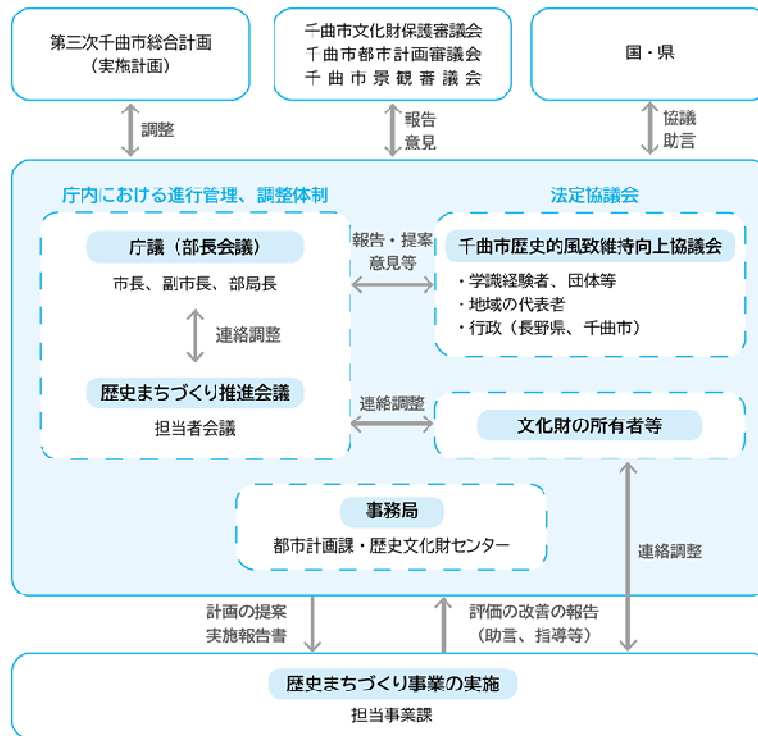 第三次千曲市総合計画
（実施計画）
千曲市文化財保護審議会
千曲市都市計画審議会
千曲市景観審議会
国・県
調整
報告
意見
協議
助言
庁内における進行管理、調整体制
法定協議会
庁議（部長会議）
市長、副市長、部局長
連絡調整
歴史まちづくり推進会議
担当者会議
報告・提案
意見等
千曲市歴史的風致維持向上協議会
・学識経験者、団体等
・地域の代表者
・行政（長野県、千曲市）
連絡調整
文化財の所有者等
事務局
都市計画課・歴史文化財センター
連絡調整
計画の提案
実施報告書
評価の改善の報告
（助言、指導等）
歴史まちづくり事業の実施
担当事業課